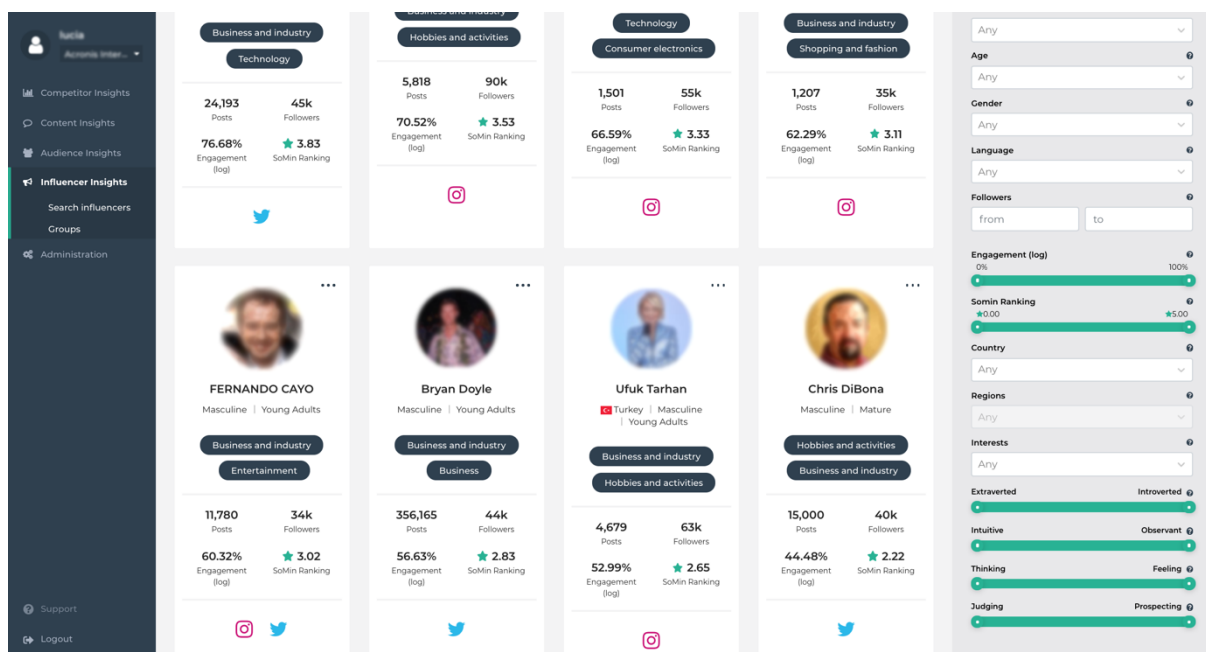 lucia
Competitor Insights
Content Insights
Audience Insights
Influencer Insights
Search influencers
Groups
Administration
Support
Logout
Business and industry
Technology
24,193 45k
Posts Followers
76.68% 3.83
Engagement SoMin Ranking
(log)
Business and industry
Hobbies and activities
5,818 90k
Posts Followers
70.52% 3.53
Engagement SoMin Ranking
(log)
Technology
Consumer electronics
1,501 55k
Posts Followers
66.59% 3.33
Engagement SoMin Ranking
(log)
Business and industry
Shopping and fashion
1,207 35k
Posts Followers
62.29% 3.11
Engagement SoMin Ranking
(log)
FERNANDO CAYO
Masculine | Young Adults
Business and industry
Entertainment
11,780 34k
Posts Followers
60.32% 3.02
Engagement SoMin Ranking
(log)
Bryan Doyle
Masculine | Young Adults
Business and industry
Business
356,165 44k
Posts Followers
56.63% 2.83
Engagement SoMin Ranking
(log)
Ufuk Tarhan
Turkey | Masculine
| Young Adults
Business and industry
Hobbies and activities
4,679 63k
Posts Followers
52.99% 2.65
Engagement SoMin Ranking
(log)
Chris DiBona
Masculine | Mature
Hobbies and activities
Business and industry
15,000 40k
Posts Followers
44.48% 2.22
Engagement SoMin Ranking
(log)
Any
Age
Any
Gender
Any
Language
Any
Followers
from to
Engagement (log)
0% 100%
Somin Ranking
★0.00 ★5.00
Country
Any
Regions
Any
Interests
Any
Extraverted Introverted
Intuitive Observant
Thinking Feeling
Judging Prospecting